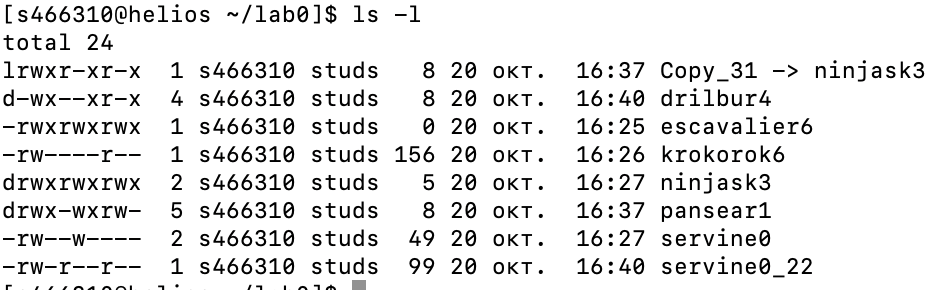 [s466310@helios ~/lab0]$ ls -l
total 24
lrwxr-xr-x  1 s466310 studs   8 20 окт.  16:37 Copy_31 -> ninjask3
d-wx--xr-x  4 s466310 studs   8 20 окт.  16:40 drilbur4
-rwxrwxrwx  1 s466310 studs   0 20 окт.  16:25 escavalier6
-rw----r--  1 s466310 studs 156 20 окт.  16:26 krokorok6
drwxrwxrwx  2 s466310 studs   5 20 окт.  16:27 ninjask3
drwx-wxrw-  5 s466310 studs   8 20 окт.  16:37 pansear1
-rw--w----  2 s466310 studs  49 20 окт.  16:27 servine0
-rw-r--r--  1 s466310 studs  99 20 окт.  16:40 servine0_22
[s466310@helios ~/lab0]$